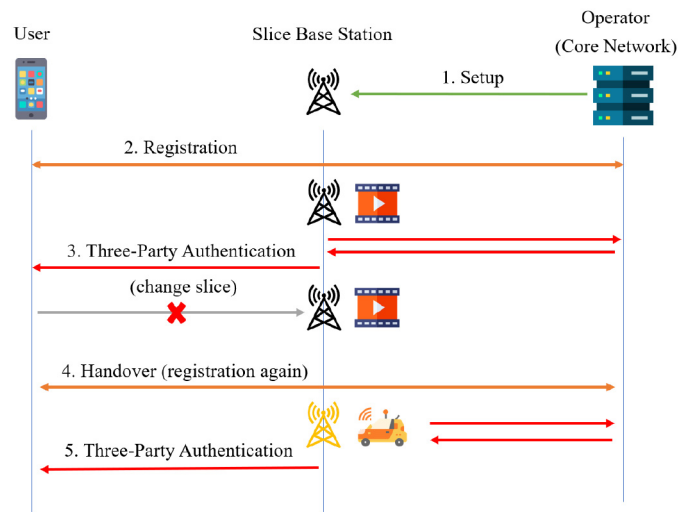 User
Slice Base Station
Operator
(Core Network)
1. Setup
2. Registration
3. Three-Party Authentication
(change slice)
4. Handover (registration again)
5. Three-Party Authentication